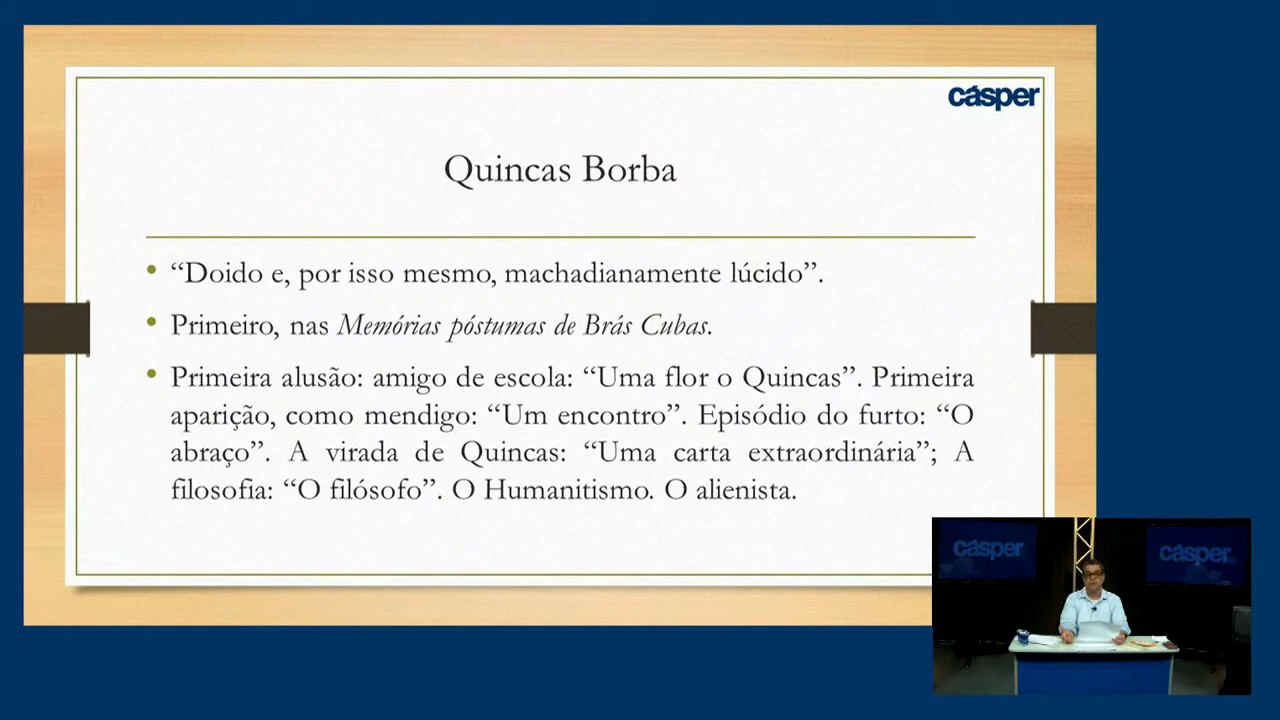 cásper
Quincas Borba
• “Doido e, por isso mesmo, machadianamente lúcido”.
• Primeiro, nas Memórias póstumas de Brás Cubas.
• Primeira alusão: amigo de escola: “Uma flor o Quincas”. Primeira
aparição, como mendigo: “Um encontro”. Episódio do furto: “O
abraço”. A virada de Quincas: “Uma carta extraordinária”; A
filosofia: “O filósofo”. O Humanitismo. O alienista.
cásper
cásper